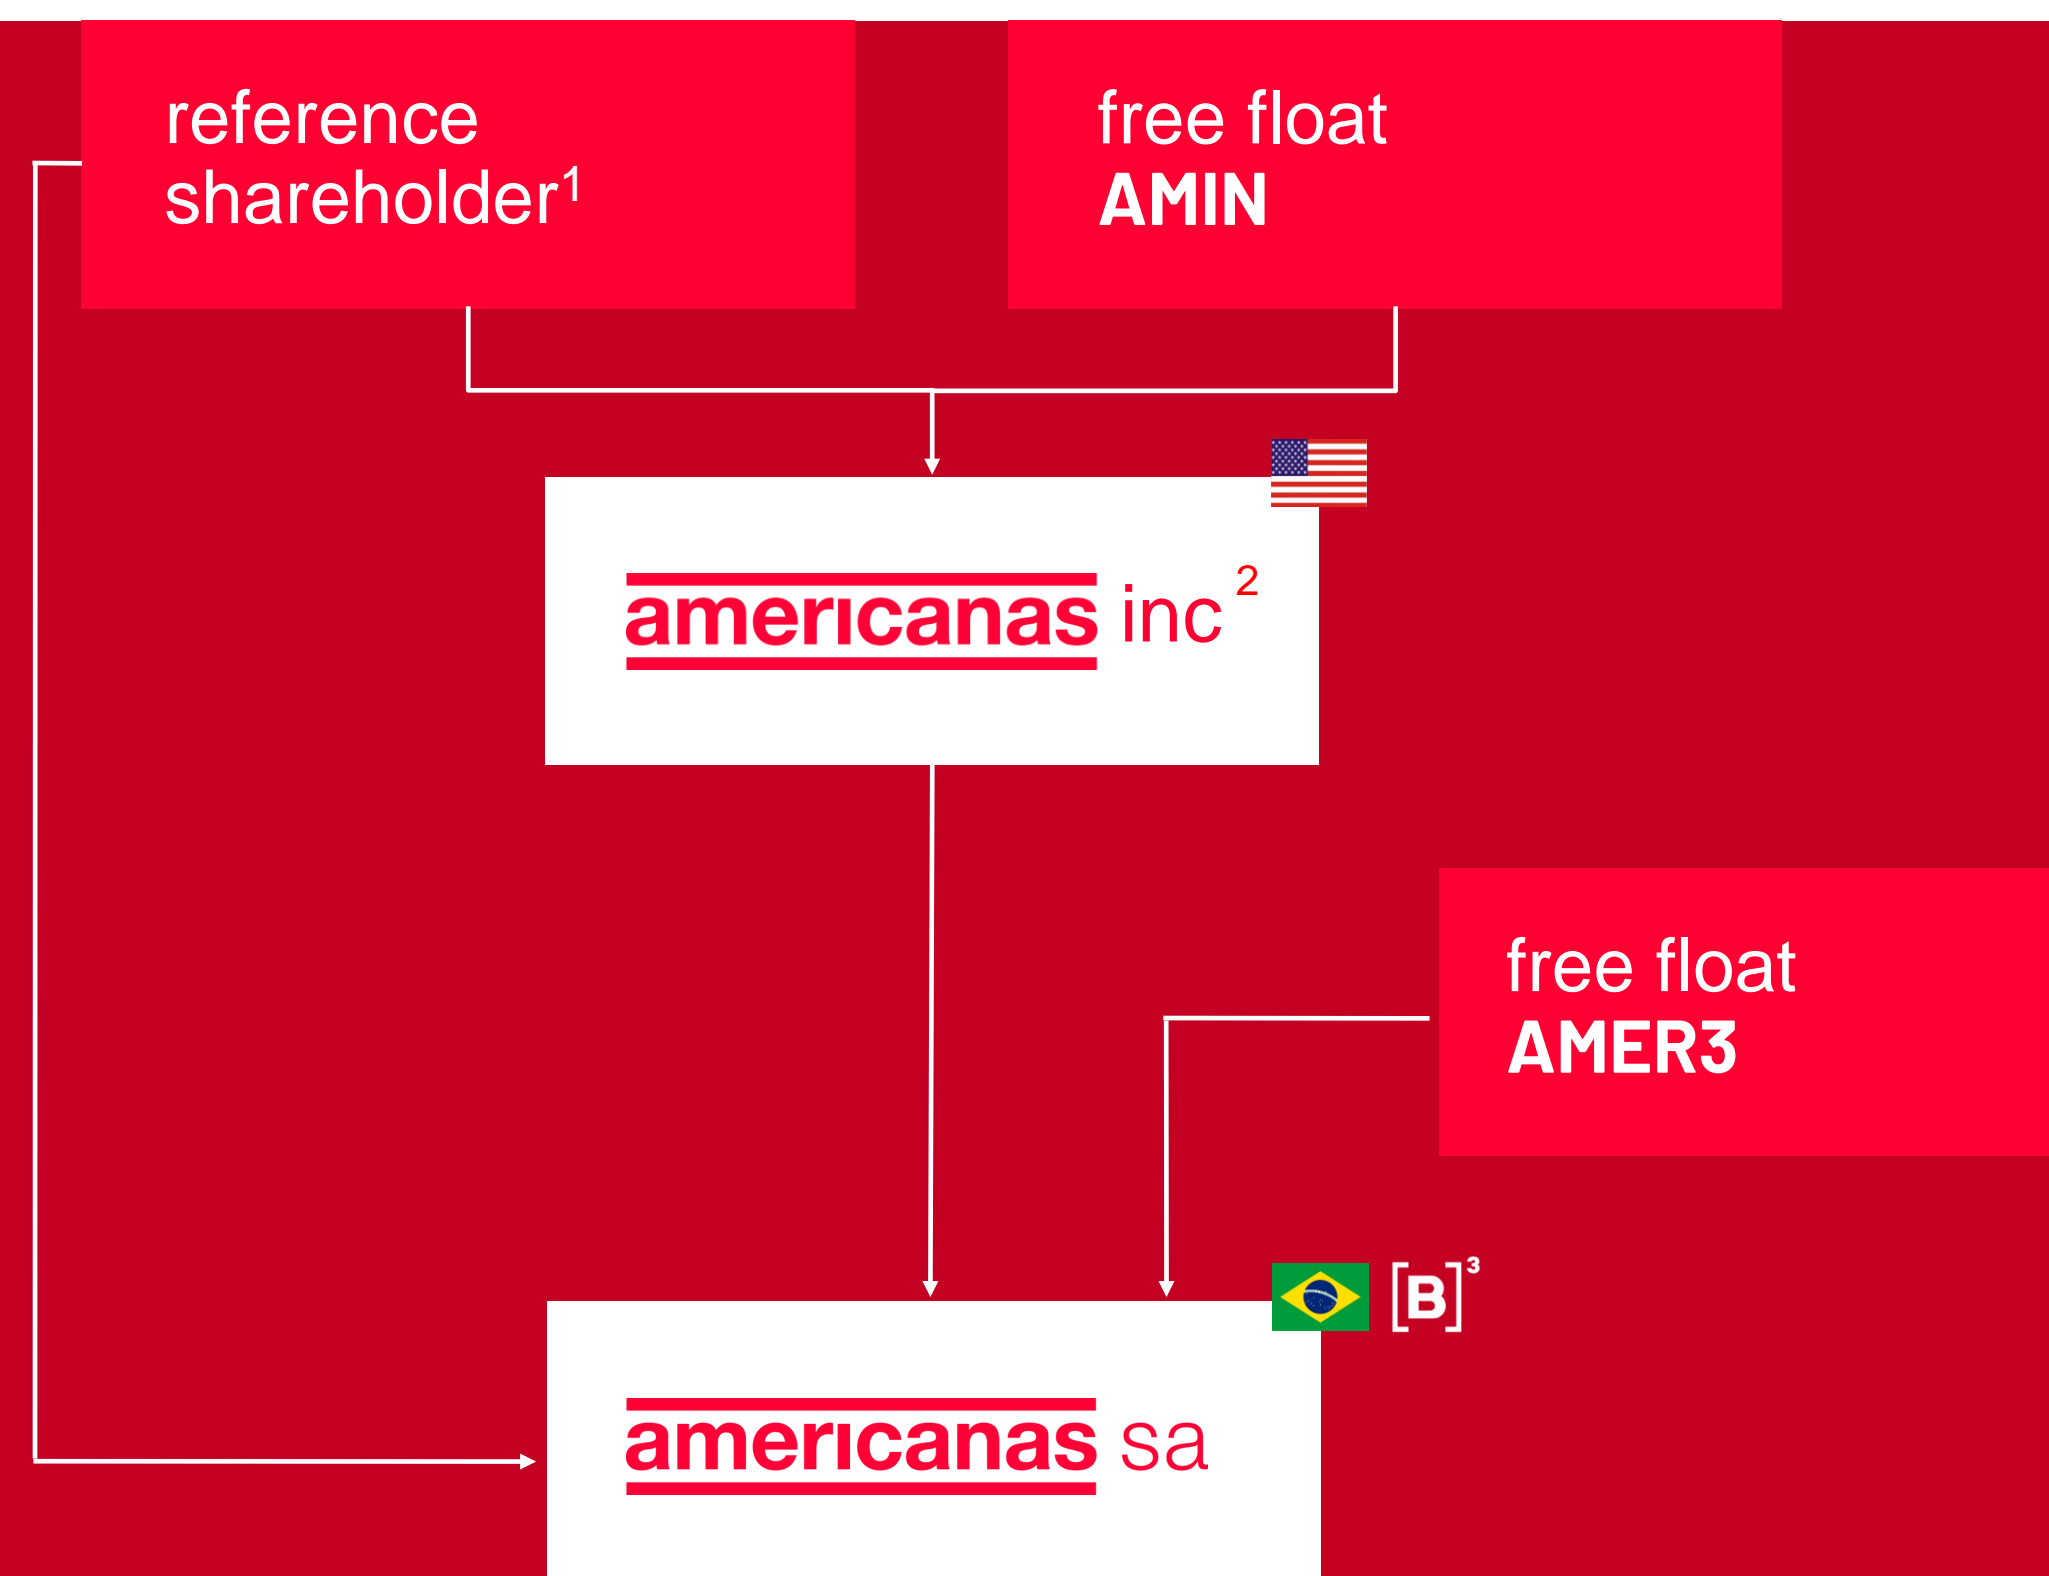 reference
shareholder¹
free float
AMIN
americanas inc ²
free float
AMER3
[B]³
americanas sa